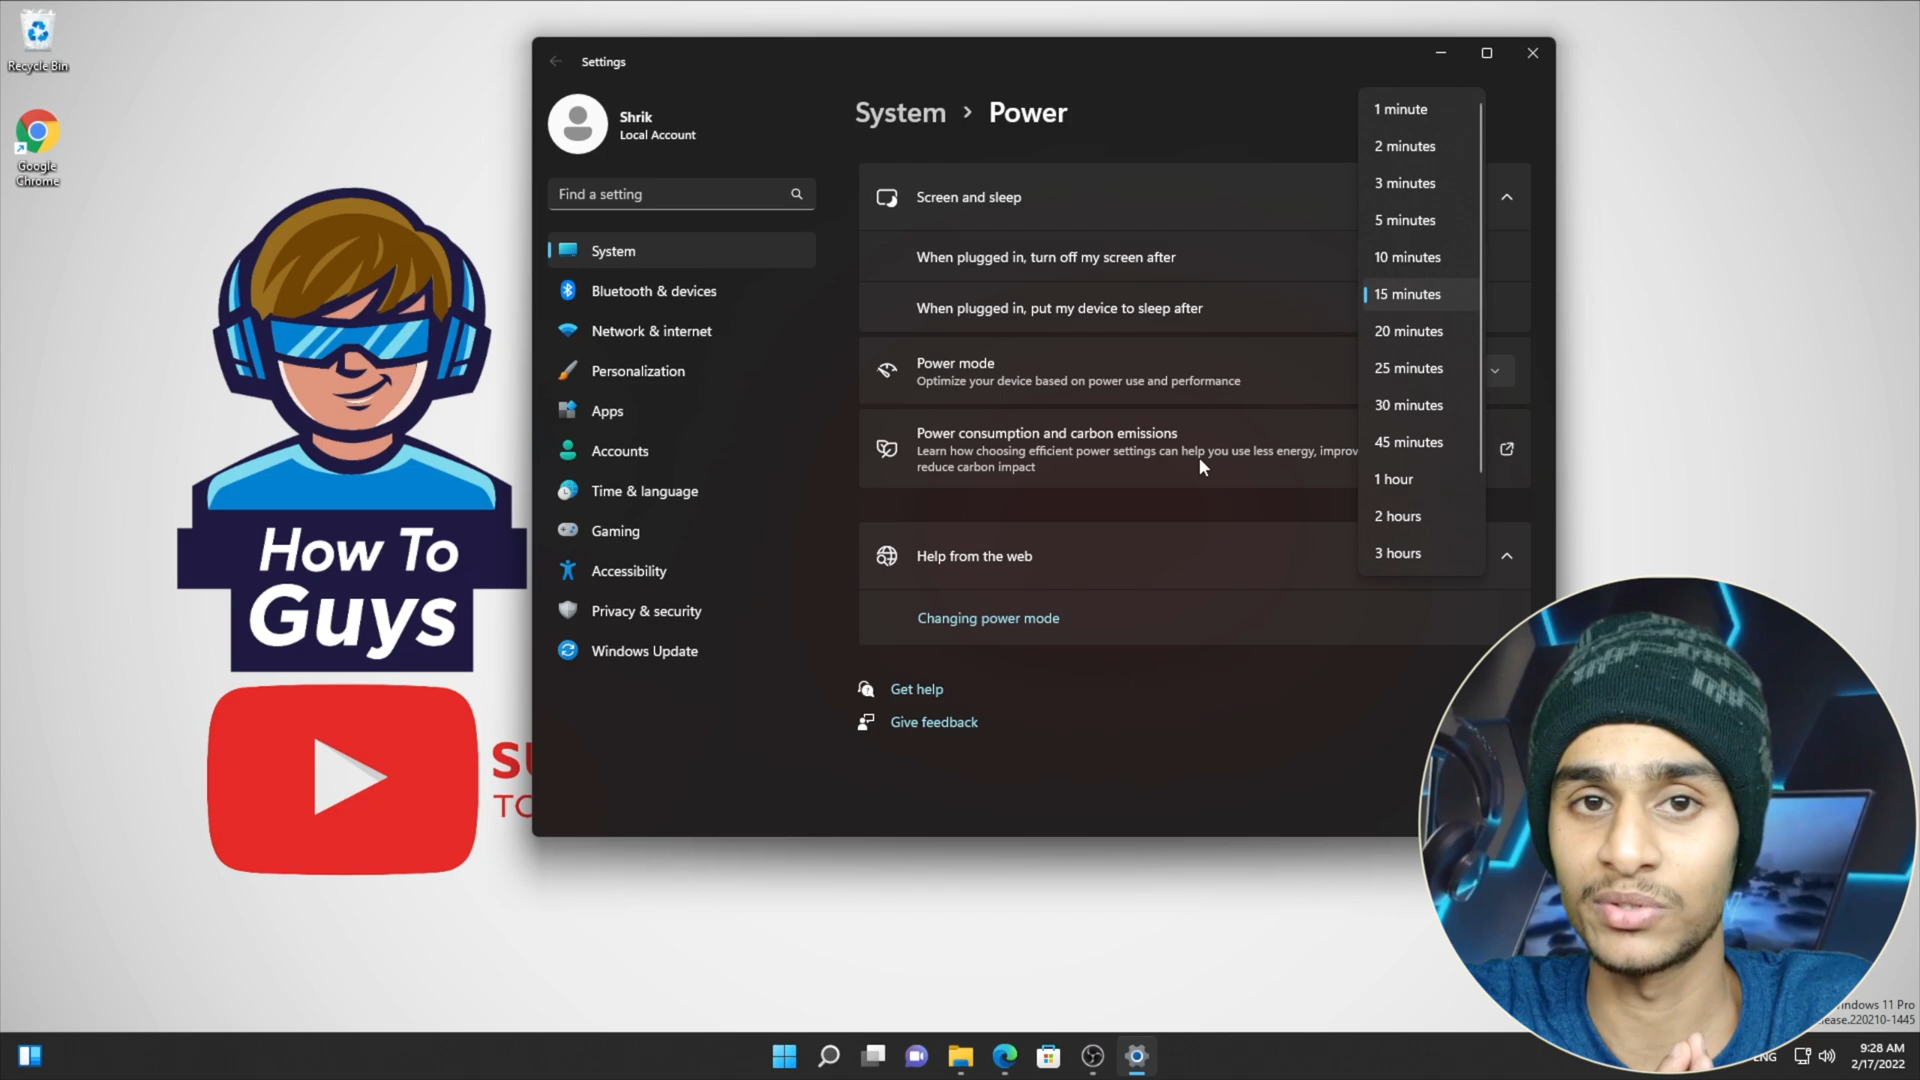 Recycle Bin
Google
Chrome
How To
Guys
SU
TO
Settings
Shrik
Local Account
Find a setting
System
Bluetooth & devices
Network & internet
Personalization
Apps
Accounts
Time & language
Gaming
Accessibility
Privacy & security
Windows Update
System > Power
Screen and sleep
When plugged in, turn off my screen after
When plugged in, put my device to sleep after
Power mode
Optimize your device based on power use and performance
Power consumption and carbon emissions
Learn how choosing efficient power settings can help you use less energy, improv
reduce carbon impact
Help from the web
Changing power mode
Get help
Give feedback
1 minute
2 minutes
3 minutes
5 minutes
10 minutes
15 minutes
20 minutes
25 minutes
30 minutes
45 minutes
1 hour
2 hours
3 hours
indows 11 Pro
lease.220210-1445
ENG
9:28 AM
2/17/2022